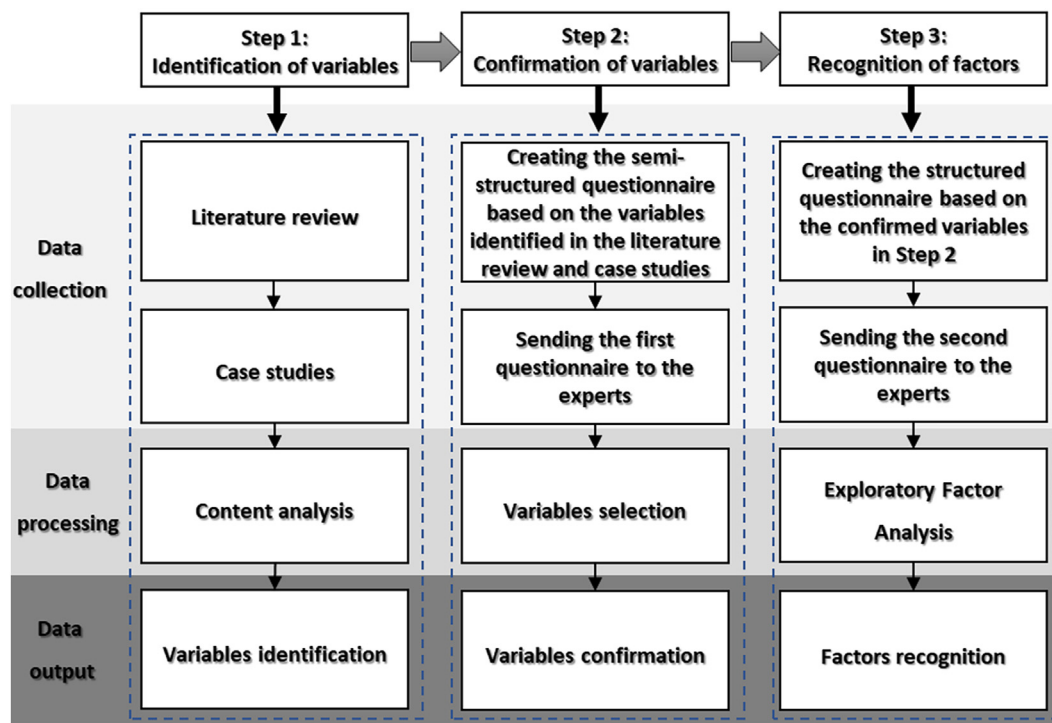 Step 1:
Identification of variables
Step 2:
Confirmation of variables
Step 3:
Recognition of factors
Data
collection
Literature review
Creating the semi-
structured questionnaire
based on the variables
identified in the literature
review and case studies
Creating the structured
questionnaire based on
the confirmed variables
in Step 2
Case studies
Sending the first
questionnaire to the
experts
Sending the second
questionnaire to the
experts
Data
processing
Content analysis
Variables selection
Exploratory Factor
Analysis
Data
output
Variables identification
Variables confirmation
Factors recognition